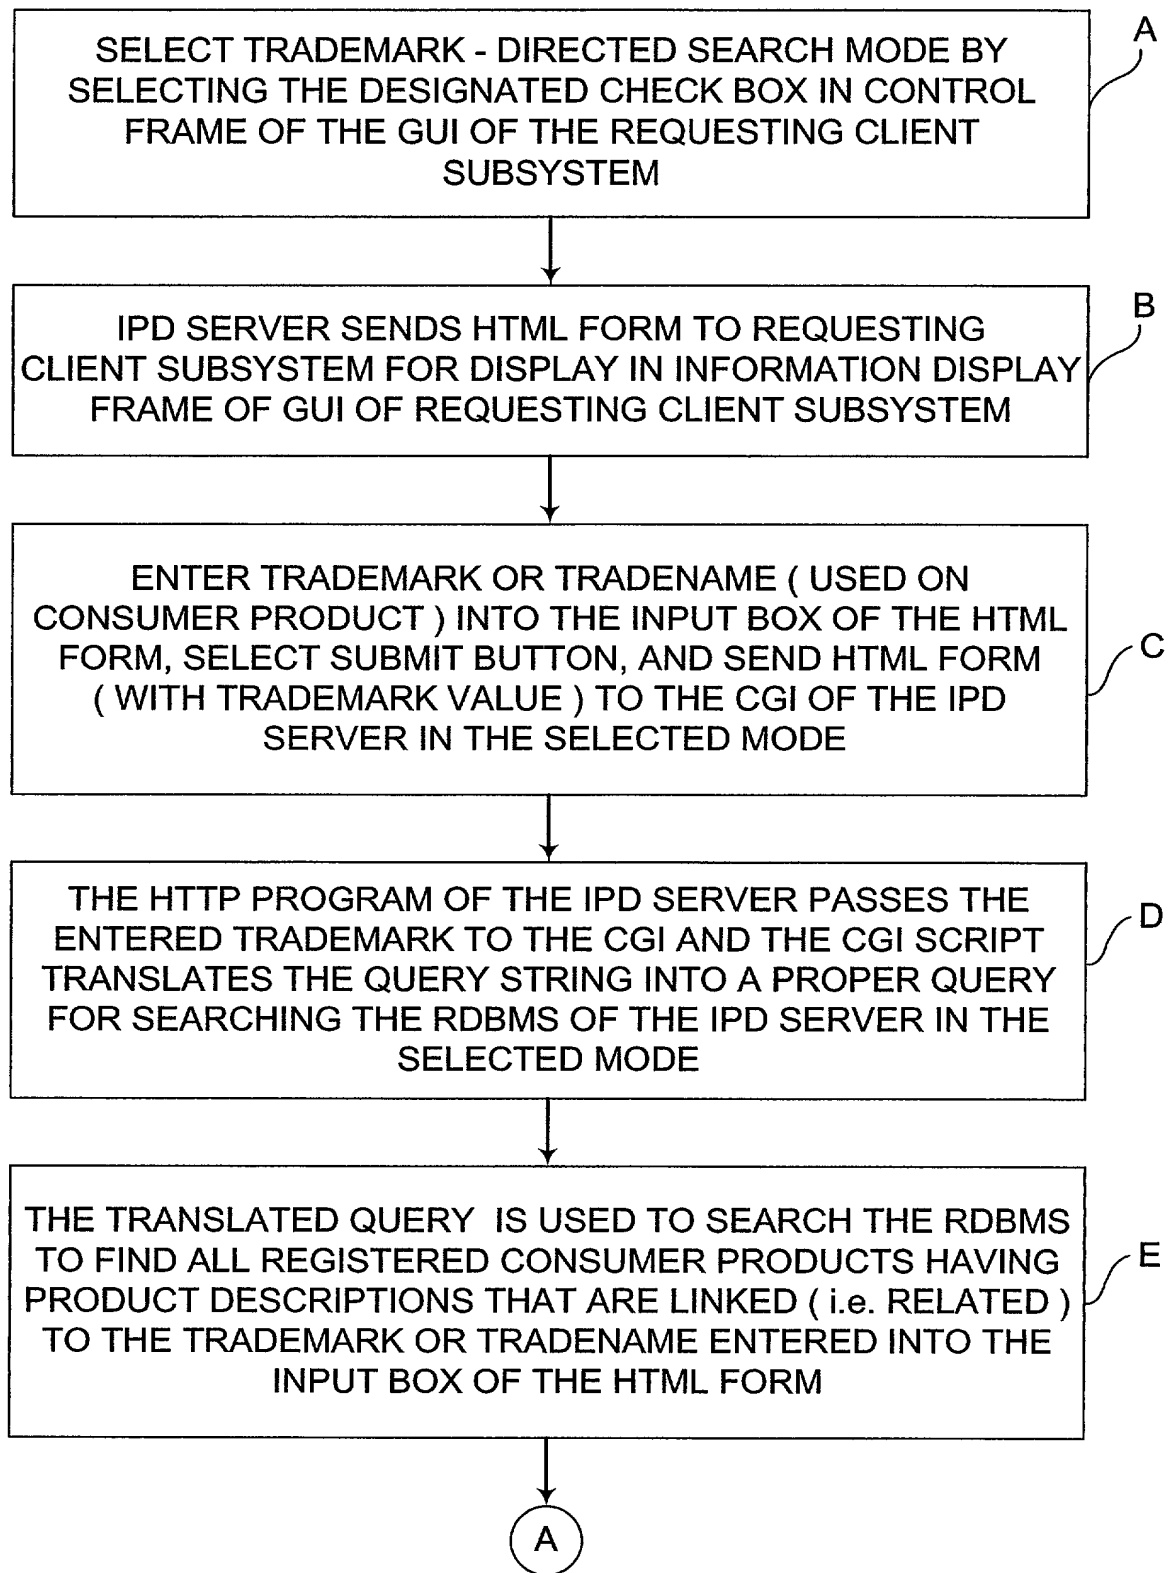 SELECT TRADEMARK - DIRECTED SEARCH MODE BY
SELECTING THE DESIGNATED CHECK BOX IN CONTROL
FRAME OF THE GUI OF THE REQUESTING CLIENT
SUBSYSTEM
A
IPD SERVER SENDS HTML FORM TO REQUESTING
CLIENT SUBSYSTEM FOR DISPLAY IN INFORMATION DISPLAY
FRAME OF GUI OF REQUESTING CLIENT SUBSYSTEM
B
ENTER TRADEMARK OR TRADENAME ( USED ON
CONSUMER PRODUCT ) INTO THE INPUT BOX OF THE HTML
FORM, SELECT SUBMIT BUTTON, AND SEND HTML FORM
( WITH TRADEMARK VALUE ) TO THE CGI OF THE IPD
SERVER IN THE SELECTED MODE
C
THE HTTP PROGRAM OF THE IPD SERVER PASSES THE
ENTERED TRADEMARK TO THE CGI AND THE CGI SCRIPT
TRANSLATES THE QUERY STRING INTO A PROPER QUERY
FOR SEARCHING THE RDBMS OF THE IPD SERVER IN THE
SELECTED MODE
D
THE TRANSLATED QUERY IS USED TO SEARCH THE RDBMS
TO FIND ALL REGISTERED CONSUMER PRODUCTS HAVING
PRODUCT DESCRIPTIONS THAT ARE LINKED ( i.e. RELATED )
TO THE TRADEMARK OR TRADENAME ENTERED INTO THE
INPUT BOX OF THE HTML FORM
E
A